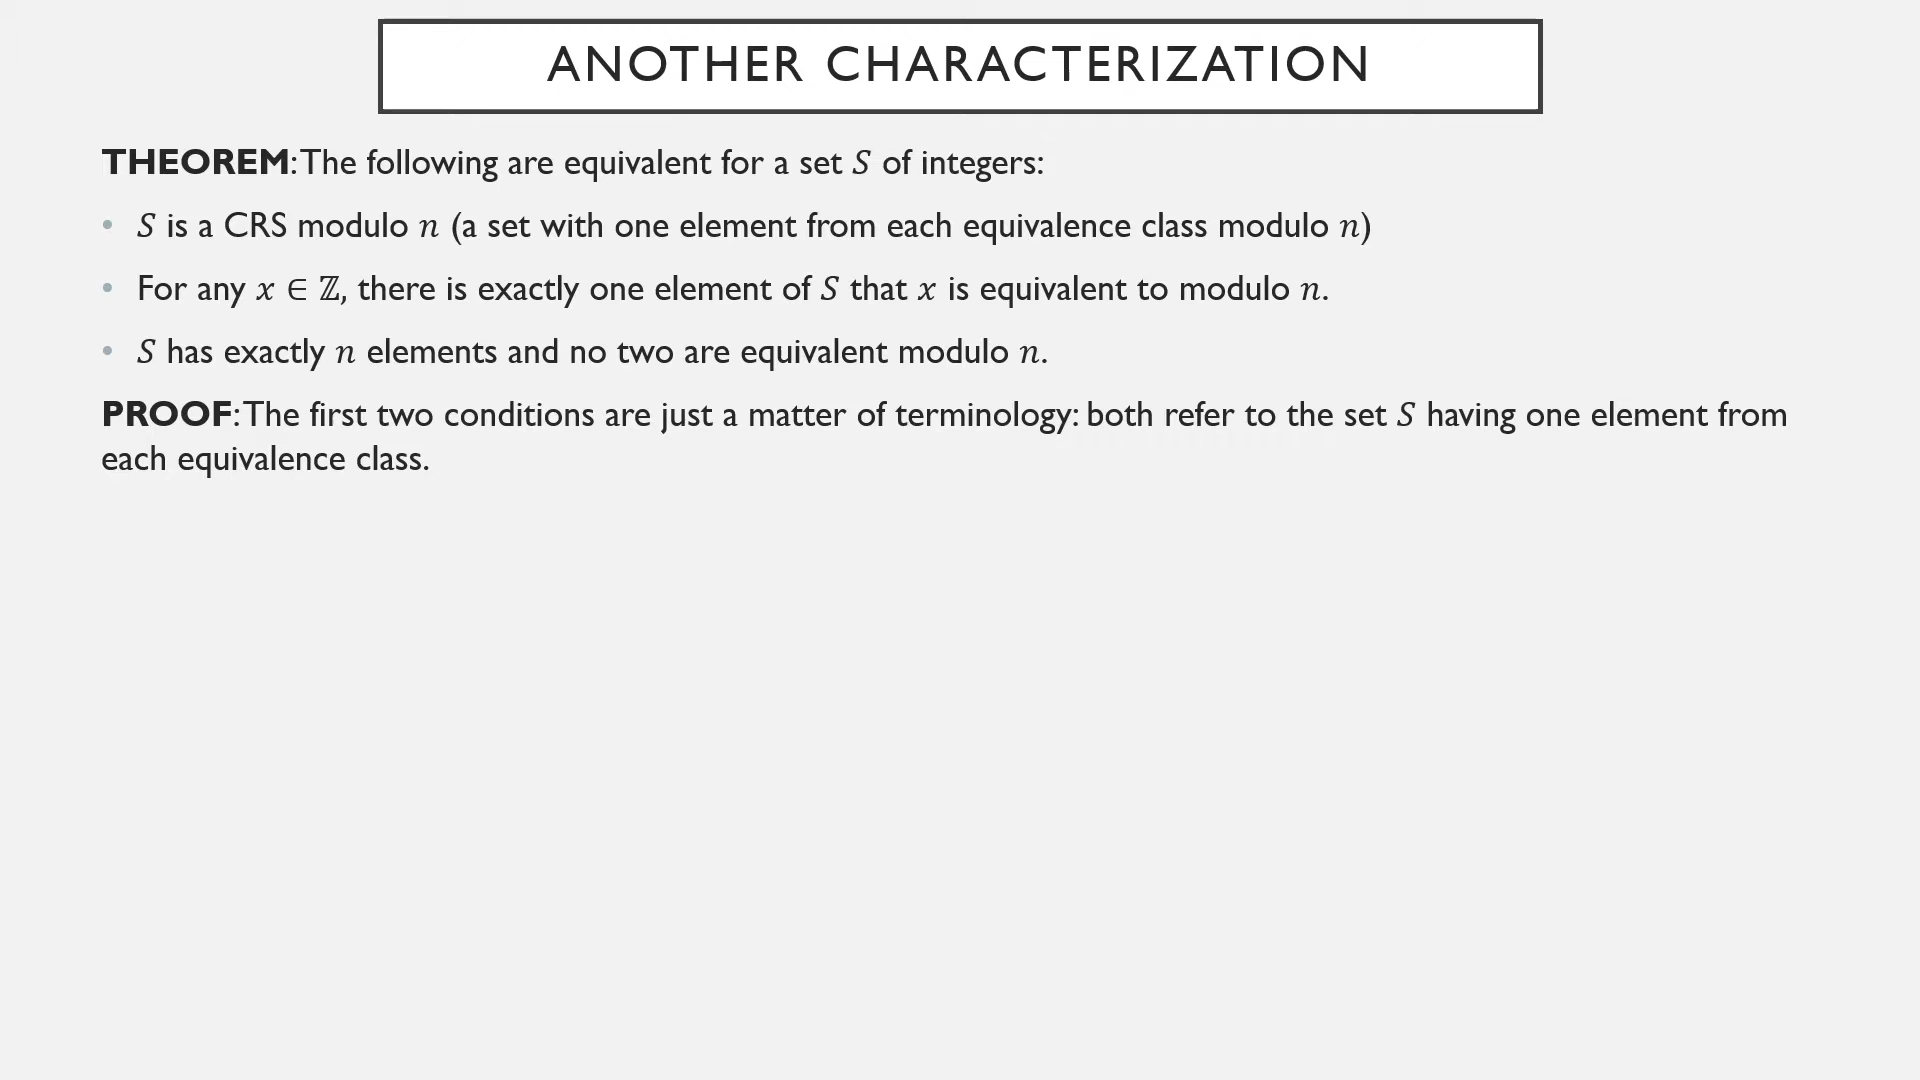 ANOTHER CHARACTERIZATION
THEOREM: The following are equivalent for a set 𝑆 of integers:
• 𝑆 is a CRS modulo 𝑛 (a set with one element from each equivalence class modulo 𝑛)
• For any 𝑥 ∈ ℤ, there is exactly one element of 𝑆 that 𝑥 is equivalent to modulo 𝑛.
• 𝑆 has exactly 𝑛 elements and no two are equivalent modulo 𝑛.
PROOF: The first two conditions are just a matter of terminology: both refer to the set 𝑆 having one element from
each equivalence class.